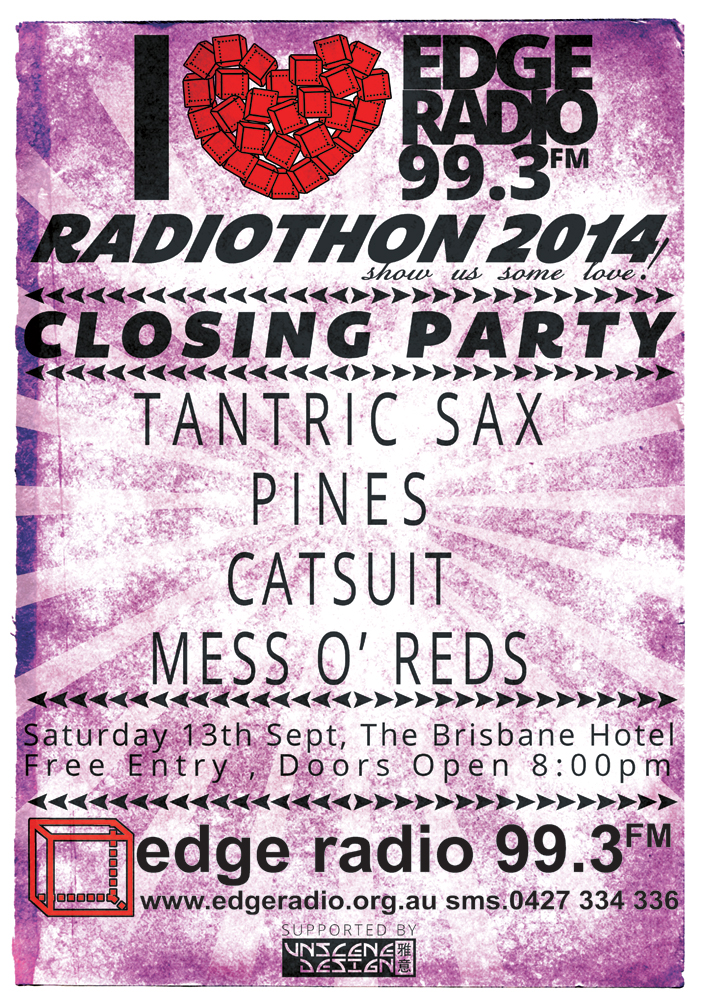 I EDGE
RADIO
99.3FM
RADIOTHON 2014!
show us some love!
CLOSING PARTY
TANTRIC SAX
PINES
CATSUIT
MESS O' REDS
Saturday 13th Sept, The Brisbane Hotel
Free Entry , Doors Open 8:00pm
edge radio 99.3FM
www.edgeradio.org.au sms.0427 334 336
SUPPORTED BY
UNSCENE 雅
DESIGN 意